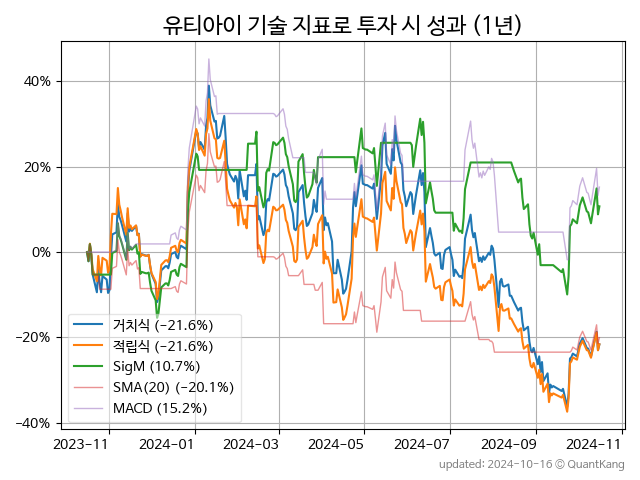 유티아이 기술 지표로 투자 시 성과 (1년)
40%
20%
0%
−20%
−40%
거치식 (−21.6%)
적립식 (−21.6%)
SigM (10.7%)
SMA(20) (−20.1%)
MACD (15.2%)
2023-11 2024-01 2024-03 2024-05 2024-07 2024-09 2024-11
updated: 2024-10-16 © QuantKang